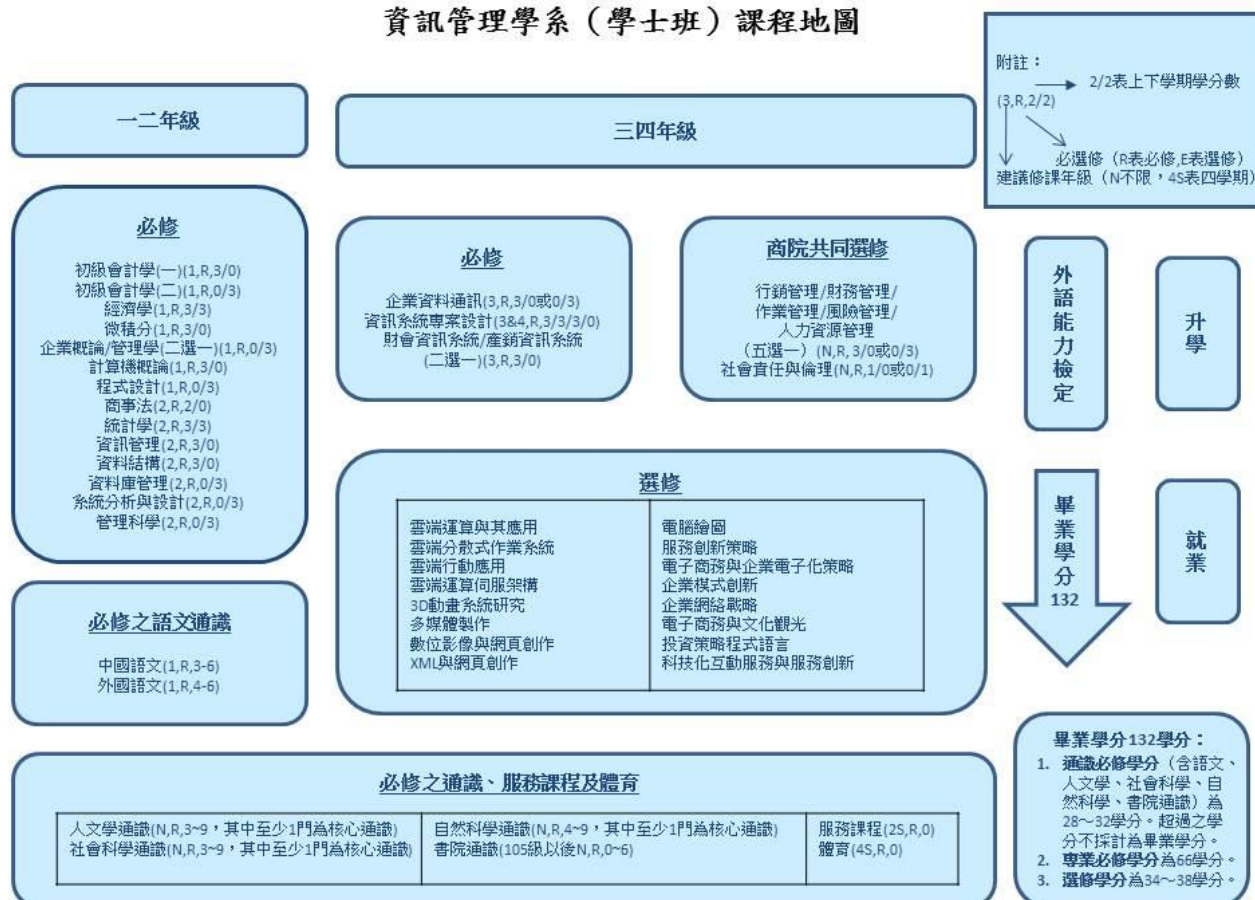 資訊管理學系（學士班）課程地圖
附註：
2/2表上下學期學分數
(3,R,2/2)
必選修（R表必修,E表選修）
建議修課年級（N不限，4S表四學期）
一二年級
三四年級
必修
初級會計學(一)(1,R,3/0)
初級會計學(二)(1,R,0/3)
經濟學(1,R,3/3)
微積分(1,R,3/0)
企業概論/管理學(二選一)(1,R,0/3)
計算機概論(1,R,3/0)
程式設計(1,R,0/3)
商事法(2,R,2/0)
統計學(2,R,3/3)
資訊管理(2,R,3/0)
資料結構(2,R,3/0)
資料庫管理(2,R,0/3)
系統分析與設計(2,R,0/3)
管理科學(2,R,0/3)
必修
企業資料通訊(3,R,3/0或0/3)
資訊系統專案設計(3&4,R,3/3/3/0)
財會資訊系統/產銷資訊系統
(二選一)(3,R,3/0)
商院共同選修
行銷管理/財務管理/
作業管理/風險管理/
人力資源管理
（五選一）(N,R, 3/0或0/3)
社會責任與倫理(N,R,1/0或0/1)
外語能力檢定
升學
選修
雲端運算與其應用
雲端分散式作業系統
雲端行動應用
雲端運算伺服架構
3D動畫系統研究
多媒體製作
數位影像與網頁創作
XML與網頁創作
電腦繪圖
服務創新策略
電子商務與企業電子化策略
企業模式創新
企業網絡戰略
電子商務與文化觀光
投資策略程式語言
科技化互動服務與服務創新
畢業學分
132
就業
必修之語文通識
中國語文(1,R,3-6)
外國語文(1,R,4-6)
必修之通識、服務課程及體育
人文學通識(N,R,3~9，其中至少1門為核心通識)
社會科學通識(N,R,3~9，其中至少1門為核心通識)
自然科學通識(N,R,4~9，其中至少1門為核心通識)
書院通識(105級以後N,R,0~6)
服務課程(2S,R,0)
體育(4S,R,0)
畢業學分132學分：
1. 通識必修學分（含語文、
人文學、社會科學、自
然科學、書院通識）為
28～32學分。超過之學
分不採計為畢業學分。
2. 專業必修學分為66學分。
3. 選修學分為34～38學分。